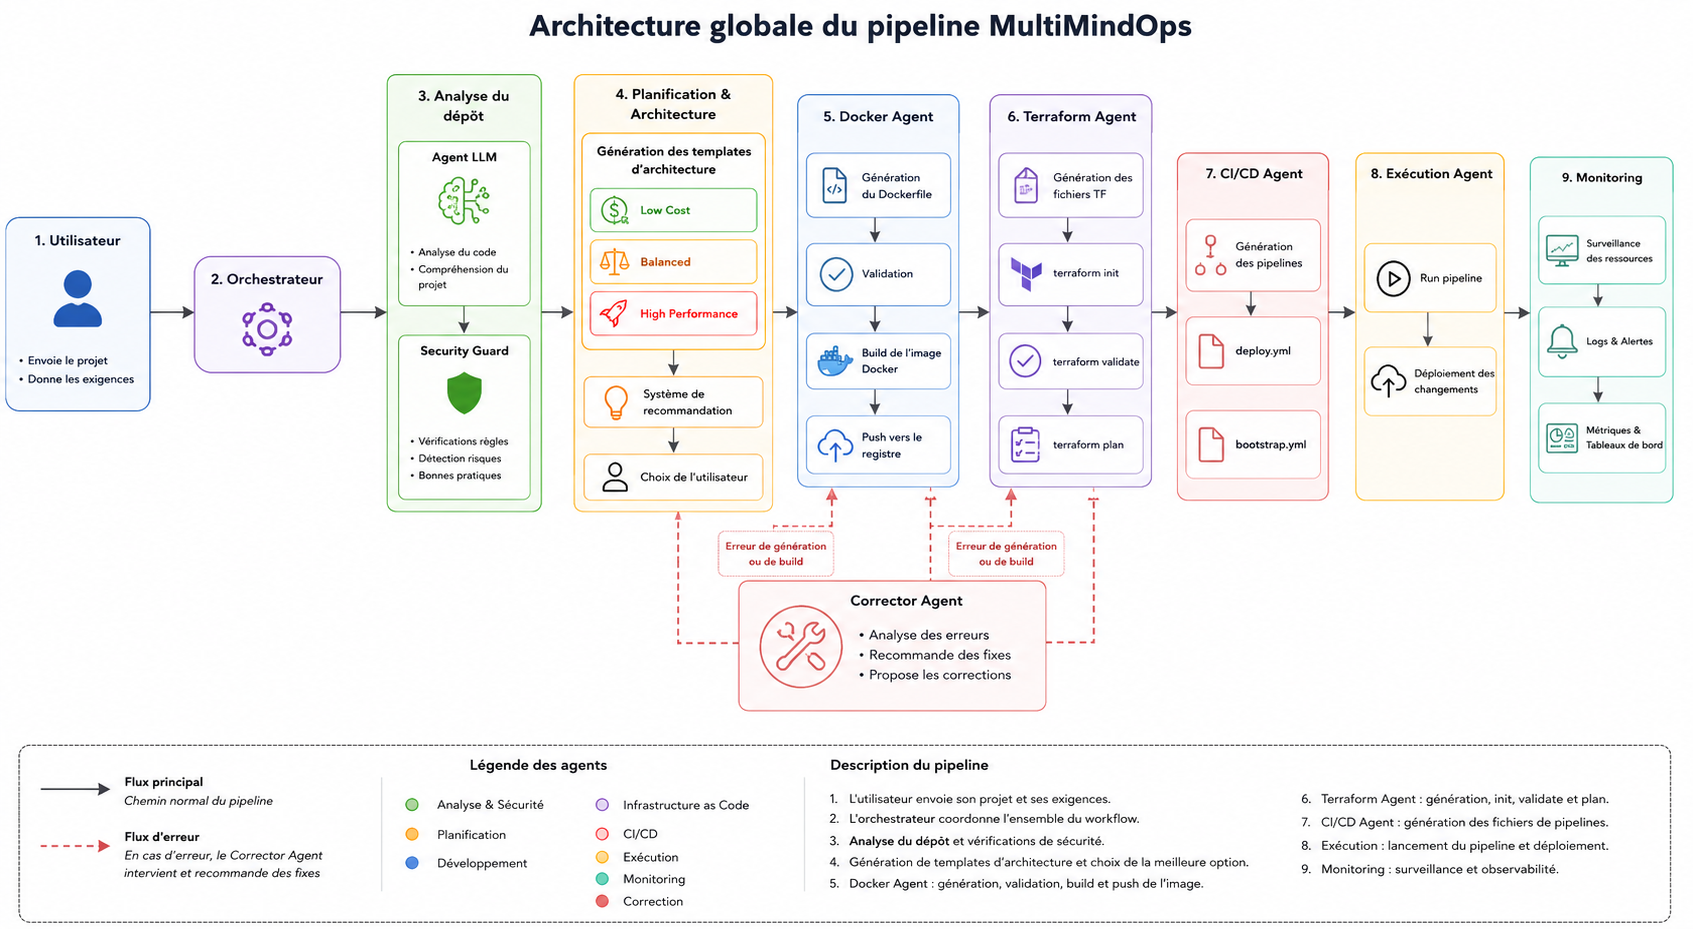 Architecture globale du pipeline MultiMindOps
1. Utilisateur
• Envoie le projet
• Donne les exigences
2. Orchestrateur
3. Analyse du
dépôt
Agent LLM
• Analyse du code
• Compréhension du
projet
Security Guard
• Vérifications règles
• Détection risques
• Bonnes pratiques
4. Planification &
Architecture
Génération des templates
d'architecture
Low Cost
Balanced
High Performance
Système de
recommandation
Choix de l'utilisateur
5. Docker Agent
Génération
du Dockerfile
Validation
Build de l'image
Docker
Push vers le
registre
6. Terraform Agent
Génération des
fichiers TF
terraform init
terraform validate
terraform plan
7. CI/CD Agent
Génération
des pipelines
deploy.yml
bootstrap.yml
8. Exécution Agent
Run pipeline
Déploiement des
changements
9. Monitoring
Surveillance
des ressources
Logs & Alertes
Métriques &
Tableaux de bord
Erreur de génération
ou de build
Erreur de génération
ou de build
Corrector Agent
• Analyse des erreurs
• Recommande des fixes
• Propose les corrections
Flux principal
Chemin normal du pipeline
Flux d'erreur
En cas d'erreur, le Corrector Agent
intervient et recommande des fixes
Légende des agents
Analyse & Sécurité
Planification
Développement
Infrastructure as Code
CI/CD
Exécution
Monitoring
Correction
Description du pipeline
1. L'utilisateur envoie son projet et ses exigences.
2. L'orchestrateur coordonne l'ensemble du workflow.
3. Analyse du dépôt et vérifications de sécurité.
4. Génération de templates d'architecture et choix de la meilleure option.
5. Docker Agent : génération, validation, build et push de l'image.
6. Terraform Agent : génération, init, validate et plan.
7. CI/CD Agent : génération des fichiers de pipelines.
8. Exécution : lancement du pipeline et déploiement.
9. Monitoring : surveillance et observabilité.